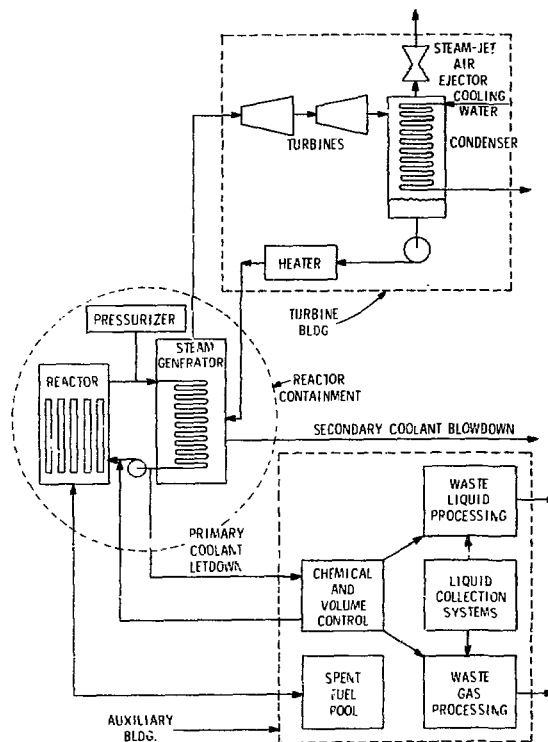 STEAM-JET
AIR
EJECTOR
COOLING
WATER
CONDENSER
TURBINES
HEATER
TURBINE
BLDG
PRESSURIZER
STEAM
GENERATOR
REACTOR
REACTOR
CONTAINMENT
SECONDARY COOLANT BLOWDOWN
PRIMARY
COOLANT
LETDOWN
WASTE
LIQUID
PROCESSING
CHEMICAL
AND
VOLUME
CONTROL
LIQUID
COLLECTION
SYSTEMS
SPENT
FUEL
POOL
WASTE
GAS
PROCESSING
AUXILIARY
BLDG.